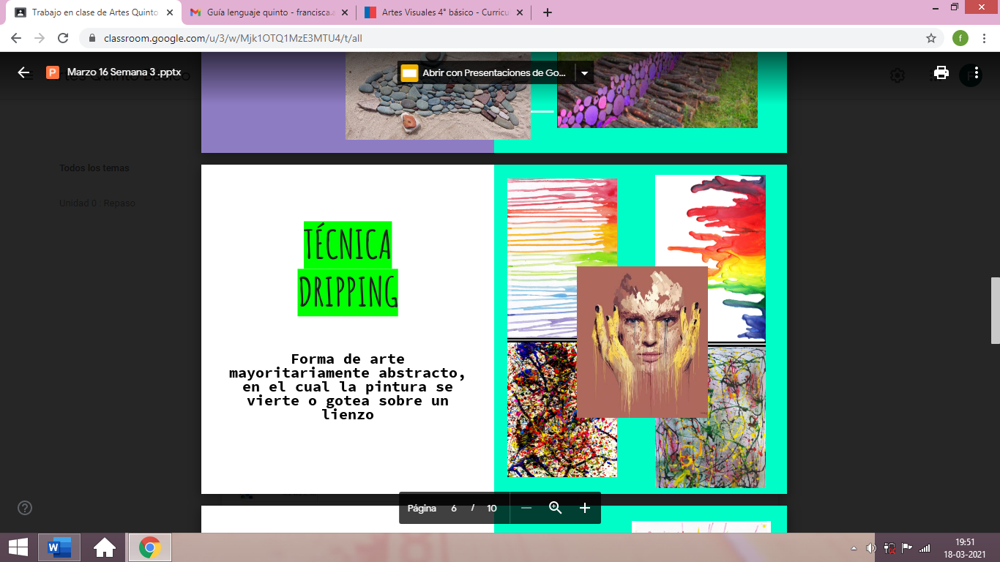 Trabajo en clase de Artes Quinto
Guía lenguaje quinto - francisca.a
Artes Visuales 4° básico - Curricu
classroom.google.com/u/3/w/Mjk1OTQ1MzE3MTU4/t/all
f
P
Marzo 16 Semana 3 .pptx
Abrir con Presentaciones de Go...
Todos los temas
Unidad 0 : Repaso
TÉCNICA
DRIPPING
Forma de arte
mayoritariamente abstracto,
en el cual la pintura se
vierte o gotea sobre un
lienzo
Página 6 / 10
W
19:51
18-03-2021